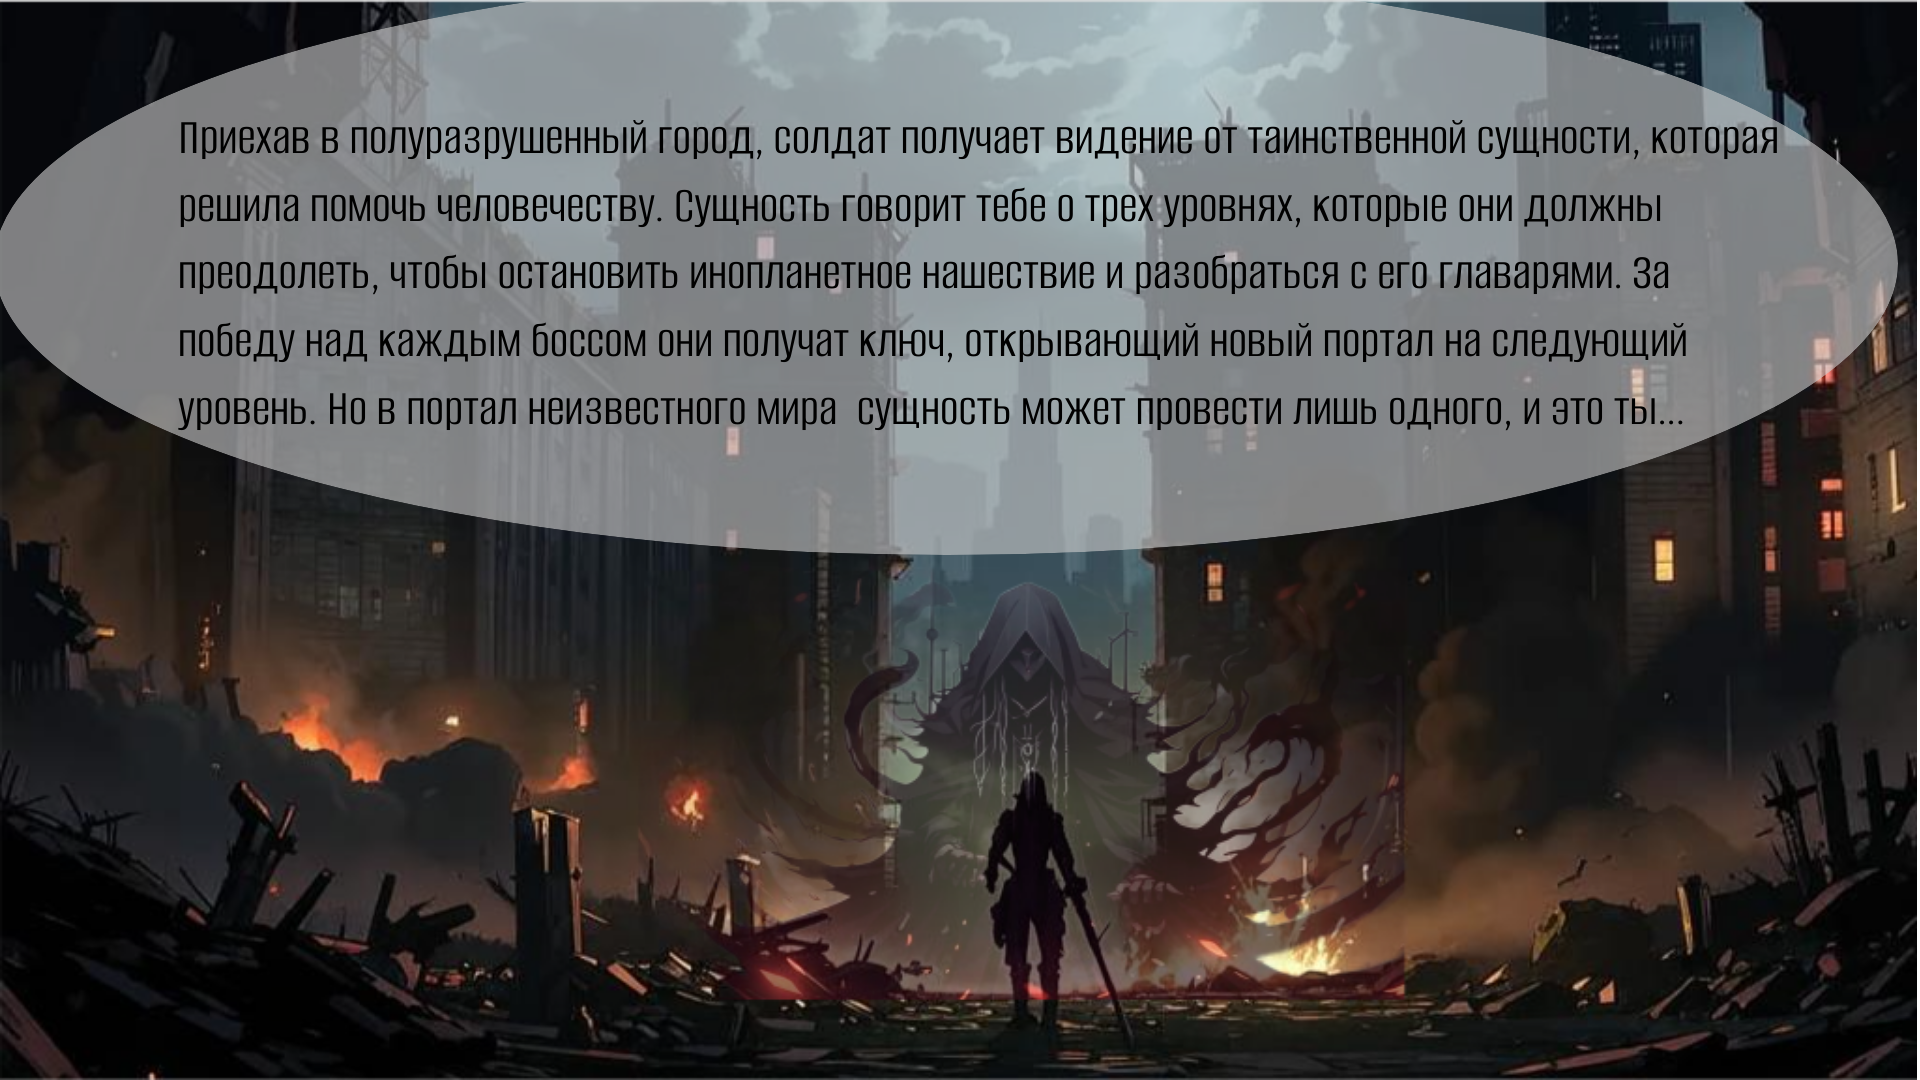 Приехав в полуразрушенный город, солдат получает видение от таинственной сущности, которая
решила помочь человечеству. Сущность говорит тебе о трех уровнях, которые они должны
преодолеть, чтобы остановить инопланетное нашествие и разобраться с его главарями. За
победу над каждым боссом они получат ключ, открывающий новый портал на следующий
уровень. Но в портал неизвестного мира  сущность может провести лишь одного, и это ты...